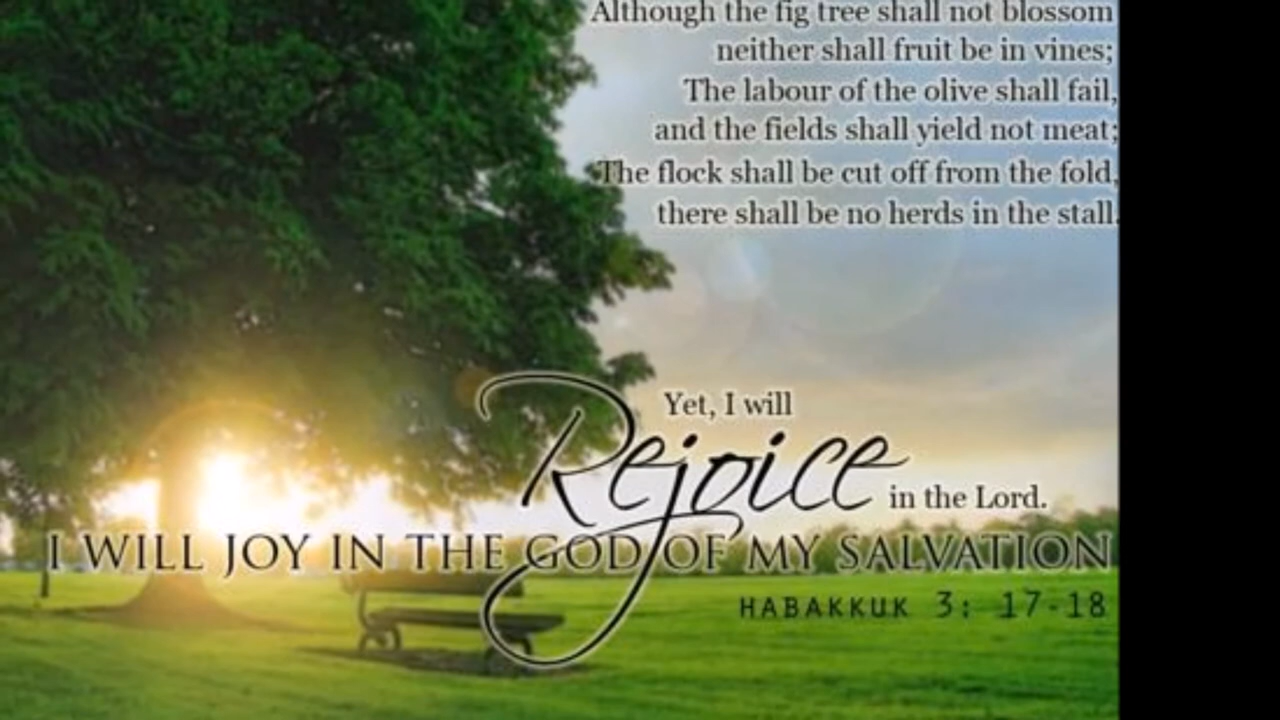 Although the fig tree shall not blossom
neither shall fruit be in vines;
The labour of the olive shall fail,
and the fields shall yield not meat;
The flock shall be cut off from the fold,
there shall be no herds in the stall.
Yet, I will
Rejoice
in the Lord.
I WILL JOY IN THE GOD OF MY SALVATION
HABAKKUK 3: 17-18